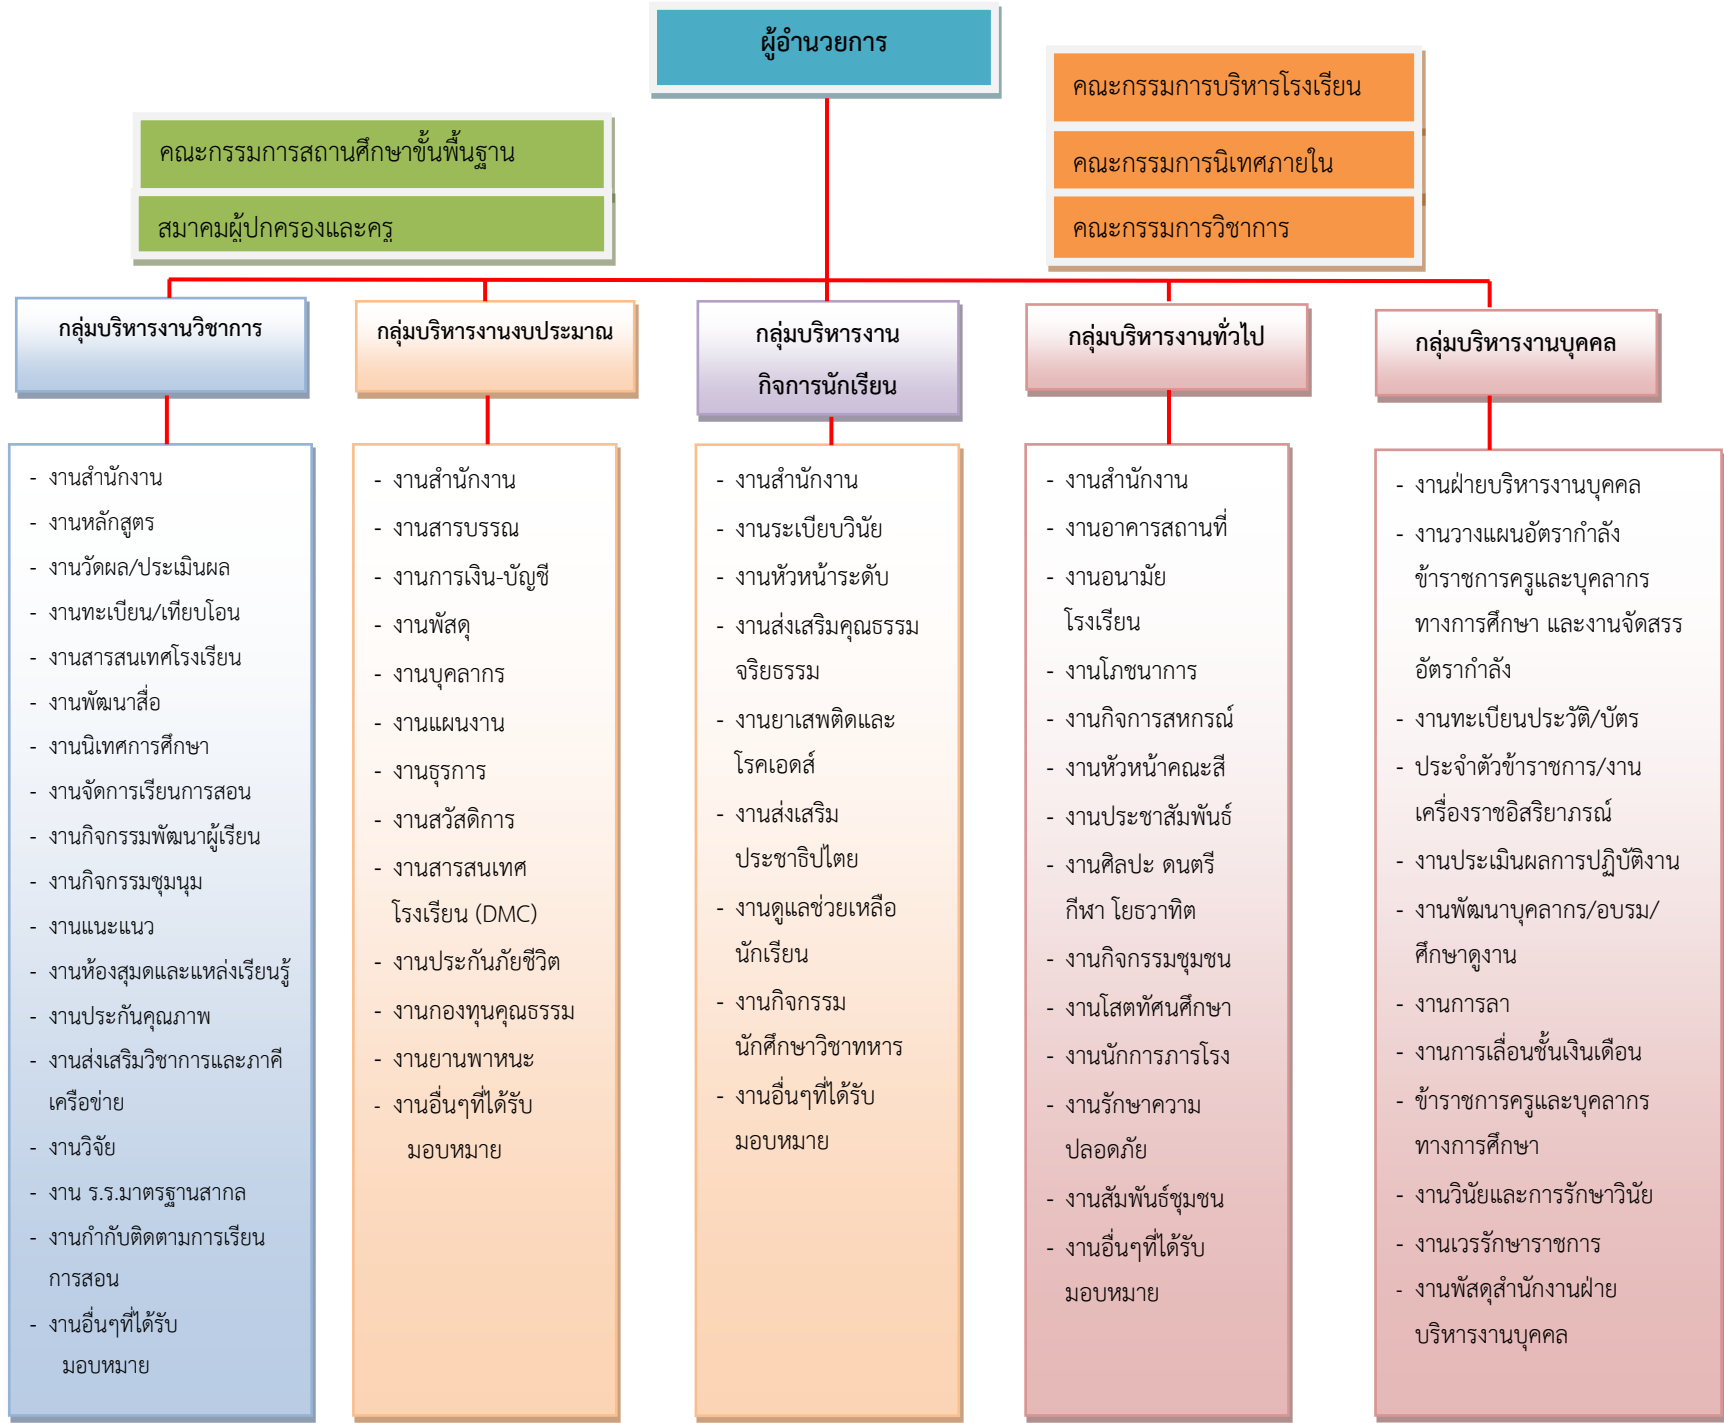 ผู้อำนวยการ
คณะกรรมการบริหารโรงเรียน
คณะกรรมการนิเทศภายใน
คณะกรรมการวิชาการ
คณะกรรมการสถานศึกษาขั้นพื้นฐาน
สมาคมผู้ปกครองและครู
กลุ่มบริหารงานวิชาการ
- งานสำนักงาน
- งานหลักสูตร
- งานวัดผล/ประเมินผล
- งานทะเบียน/เทียบโอน
- งานสารสนเทศโรงเรียน
- งานพัฒนาสื่อ
- งานนิเทศการศึกษา
- งานจัดการเรียนการสอน
- งานกิจกรรมพัฒนาผู้เรียน
- งานกิจกรรมชุมนุม
- งานแนะแนว
- งานห้องสมุดและแหล่งเรียนรู้
- งานประกันคุณภาพ
- งานส่งเสริมวิชาการและภาคี
เครือข่าย
- งานวิจัย
- งาน ร.ร.มาตรฐานสากล
- งานกำกับติดตามการเรียน
การสอน
- งานอื่นๆที่ได้รับ
มอบหมาย
กลุ่มบริหารงานงบประมาณ
- งานสำนักงาน
- งานสารบรรณ
- งานการเงิน-บัญชี
- งานพัสดุ
- งานบุคลากร
- งานแผนงาน
- งานธุรการ
- งานสวัสดิการ
- งานสารสนเทศ
โรงเรียน (DMC)
- งานประกันภัยชีวิต
- งานกองทุนคุณธรรม
- งานยานพาหนะ
- งานอื่นๆที่ได้รับ
มอบหมาย
กลุ่มบริหารงาน
กิจการนักเรียน
- งานสำนักงาน
- งานระเบียบวินัย
- งานหัวหน้าระดับ
- งานส่งเสริมคุณธรรม
จริยธรรม
- งานยาเสพติดและ
โรคเอดส์
- งานส่งเสริม
ประชาธิปไตย
- งานดูแลช่วยเหลือ
นักเรียน
- งานกิจกรรม
นักศึกษาวิชาทหาร
- งานอื่นๆที่ได้รับ
มอบหมาย
กลุ่มบริหารงานทั่วไป
- งานสำนักงาน
- งานอาคารสถานที่
- งานอนามัย
โรงเรียน
- งานโภชนาการ
- งานกิจการสหกรณ์
- งานหัวหน้าคณะสี
- งานประชาสัมพันธ์
- งานศิลปะ ดนตรี
กีฬา โยธวาทิต
- งานกิจกรรมชุมชน
- งานโสตทัศนศึกษา
- งานนักการภารโรง
- งานรักษาความ
ปลอดภัย
- งานสัมพันธ์ชุมชน
- งานอื่นๆที่ได้รับ
มอบหมาย
กลุ่มบริหารงานบุคคล
- งานฝ่ายบริหารงานบุคคล
- งานวางแผนอัตรากำลัง
ข้าราชการครูและบุคลากร
ทางการศึกษา และงานจัดสรร
อัตรากำลัง
- งานทะเบียนประวัติ/บัตร
- ประจำตัวข้าราชการ/งาน
เครื่องราชอิสริยาภรณ์
- งานประเมินผลการปฏิบัติงาน
- งานพัฒนาบุคลากร/อบรม/
ศึกษาดูงาน
- งานการลา
- งานการเลื่อนชั้นเงินเดือน
- ข้าราชการครูและบุคลากร
ทางการศึกษา
- งานวินัยและการรักษาวินัย
- งานเวรรักษาราชการ
- งานพัสดุสำนักงานฝ่าย
บริหารงานบุคคล